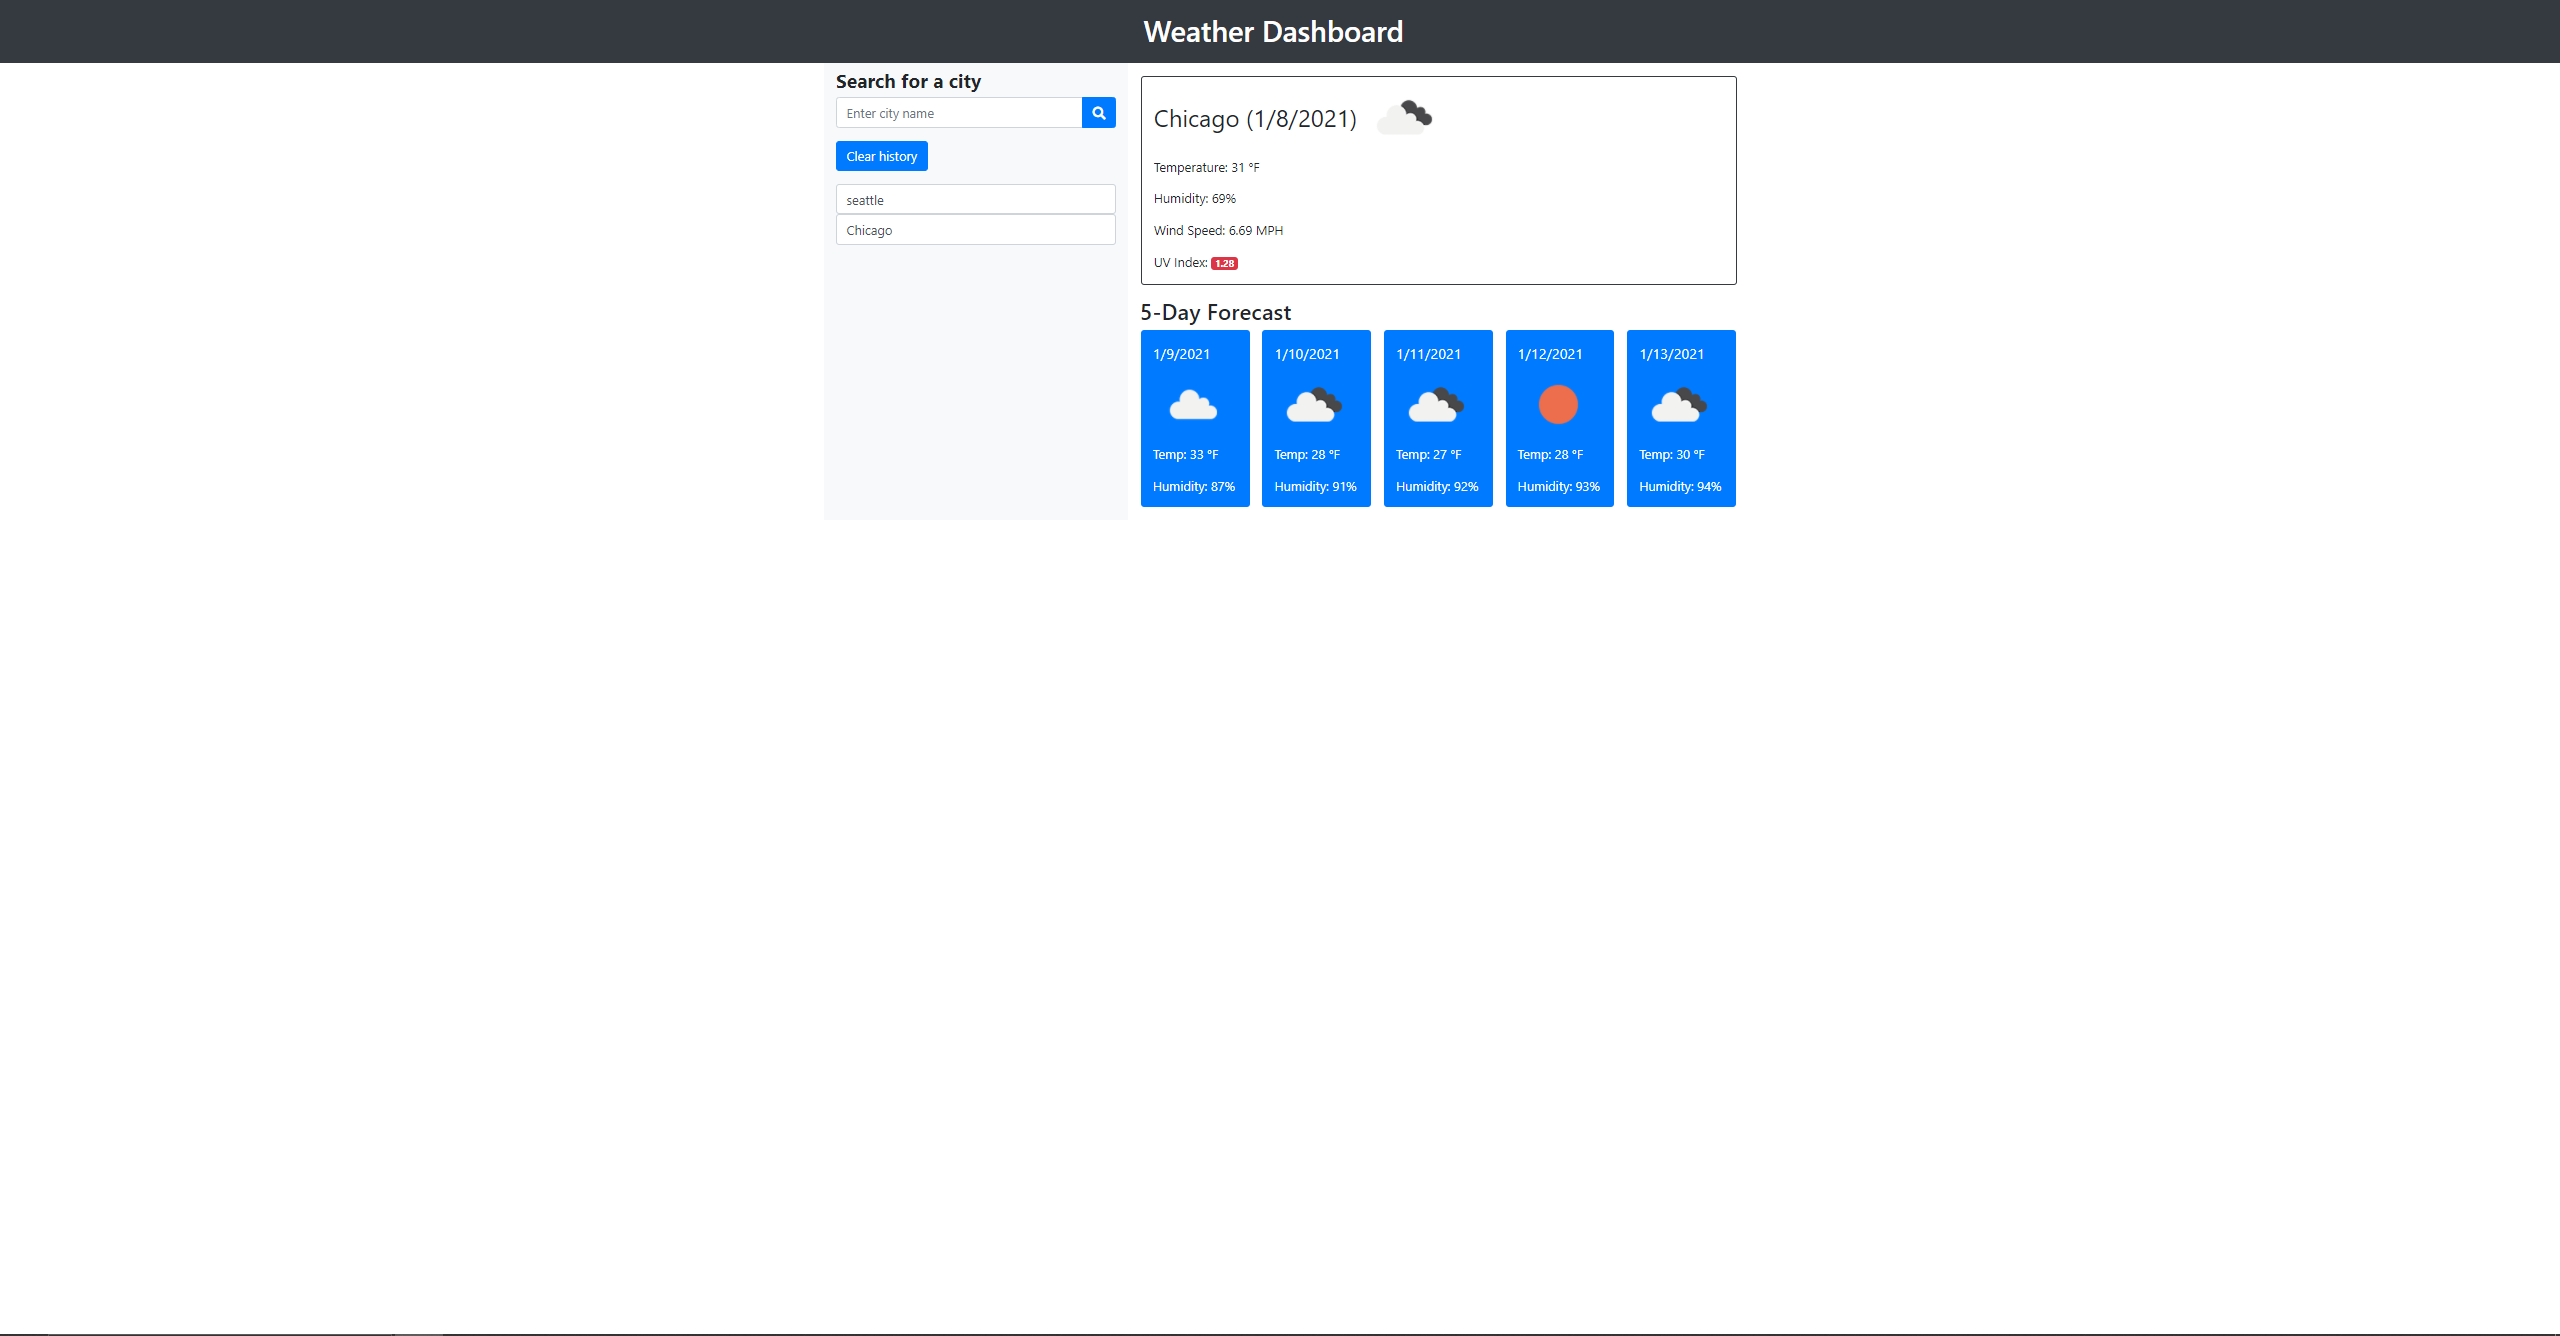 Weather Dashboard
Search for a city
Enter city name
Clear history
seattle
Chicago
Chicago (1/8/2021)
Temperature: 31 °F
Humidity: 69%
Wind Speed: 6.69 MPH
UV Index: 1.28
5-Day Forecast
1/9/2021
Temp: 33 °F
Humidity: 87%
1/10/2021
Temp: 28 °F
Humidity: 91%
1/11/2021
Temp: 27 °F
Humidity: 92%
1/12/2021
Temp: 28 °F
Humidity: 93%
1/13/2021
Temp: 30 °F
Humidity: 94%